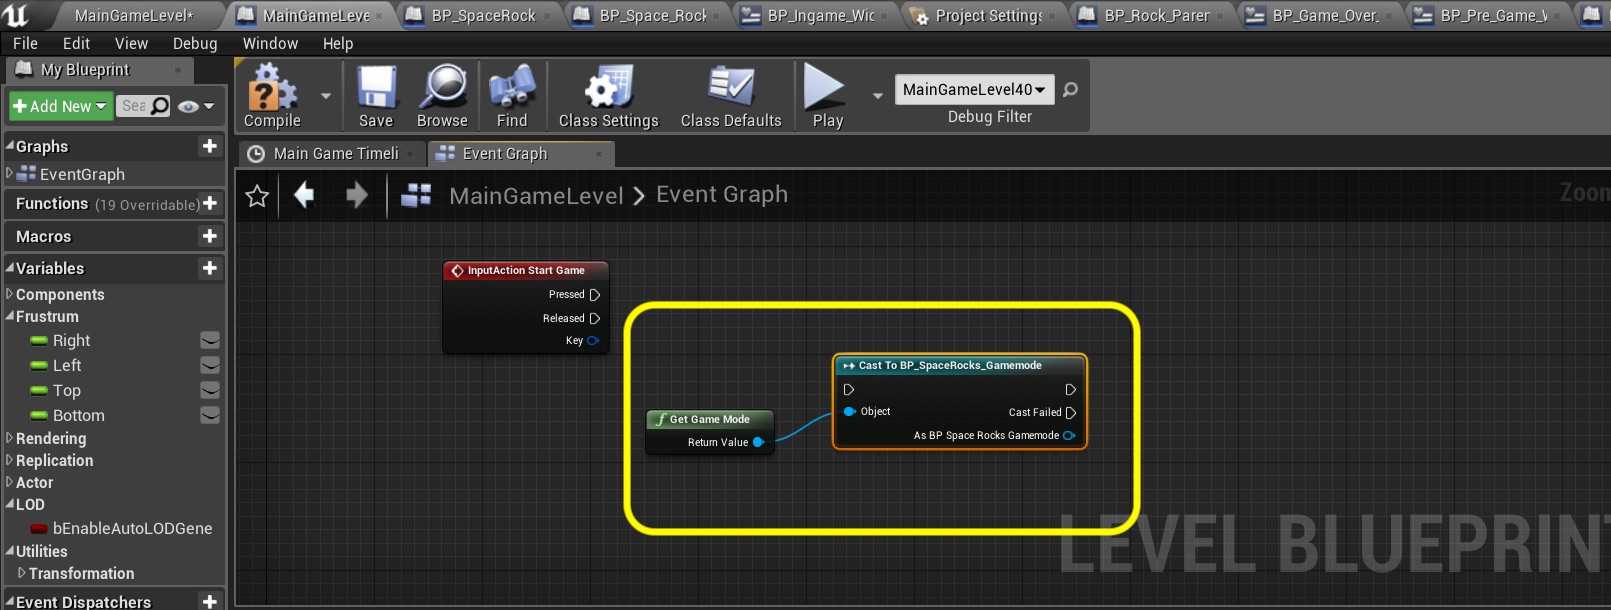 MainGameLevel*
MainGameLeve
BP_SpaceRock
BP_Space_Rock
BP_Ingame_Wid
Project Settings
BP_Rock_Paren
BP_Game_Over_
BP_Pre_Game_W
File Edit View Debug Window Help
My Blueprint
Add New
Sea
Compile
Save
Browse
Find
Class Settings
Class Defaults
Play
MainGameLevel40
Debug Filter
Graphs
EventGraph
Functions (19 Overridable)
Macros
Variables
Components
Frustrum
Right
Left
Top
Bottom
Rendering
Replication
Actor
LOD
bEnableAutoLODGene
Utilities
Transformation
Event Dispatchers
Main Game Timeli
Event Graph
MainGameLevel > Event Graph
Zoom
InputAction Start Game
Pressed
Released
Key
f Get Game Mode
Return Value
Cast To BP_SpaceRocks_Gamemode
Object
Cast Failed
As BP Space Rocks Gamemode
LEVEL BLUEPRINT